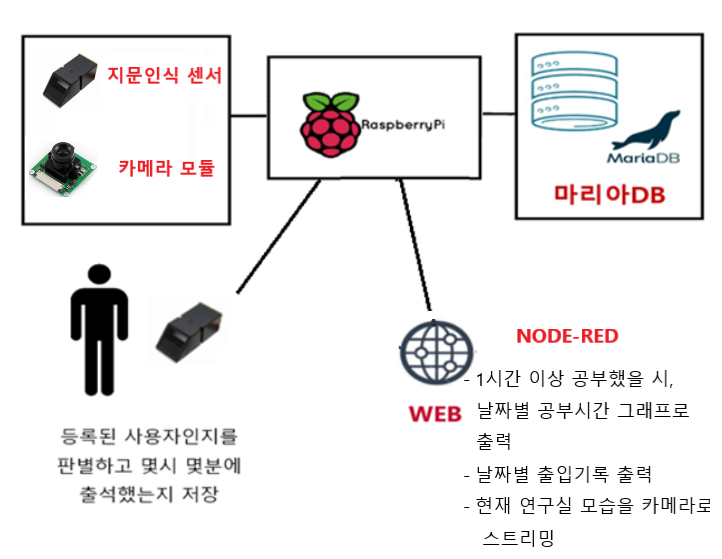 지문인식 센서
카메라 모듈
RaspberryPi
MariaDB
마리아DB
등록된 사용자인지를
판별하고 몇시 몇분에
출석했는지 저장
WEB
NODE-RED
- 1시간 이상 공부했을 시,
날짜별 공부시간 그래프로
출력
- 날짜별 출입기록 출력
- 현재 연구실 모습을 카메라로
스트리밍